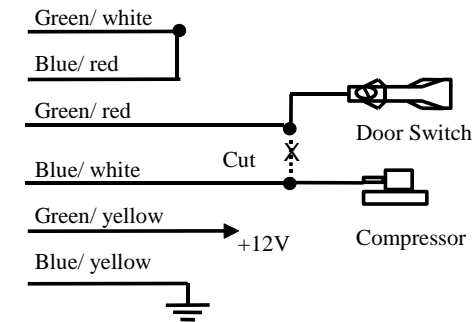 Green/ white
Blue/ red
Green/ red
Door Switch
Cut
X
Blue/ white
Green/ yellow
+12V
Compressor
Blue/ yellow